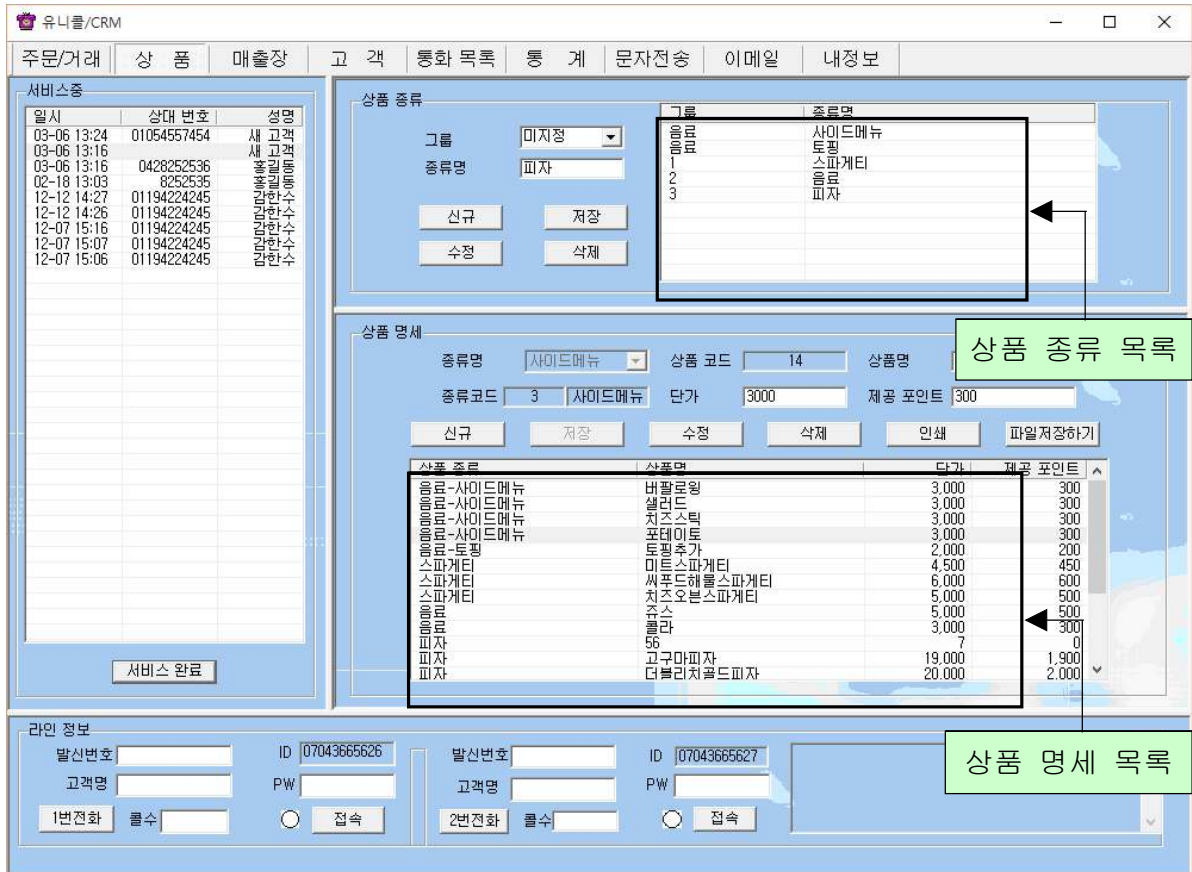 유니콜/CRM
주문/거래 상 품 매출장 고 객 통화 목록 통 계 문자전송 이메일 내정보
서비스중
일시 상대 번호 성명
03-06 13:24 01054557454 새 고객
03-06 13:16 새 고객
03-06 13:16 0428252536 홍길동
02-18 13:03 8252535 홍길동
12-12 14:27 01194224245 감한수
12-12 14:26 01194224245 감한수
12-07 15:16 01194224245 감한수
12-07 15:07 01194224245 감한수
12-07 15:06 01194224245 감한수
서비스 완료
상품 종류
그룹 미지정
종류명 피자
신규 저장
수정 삭제
그룹 종류명
음료 사이드메뉴
음료 토핑
1 스파게티
2 음료
3 피자
상품 종류 목록
상품 명세
종류명 사이드메뉴 상품 코드 14 상품명
종류코드 3 사이드메뉴 단가 3000 제공 포인트 300
신규 저장 수정 삭제 인쇄 파일저장하기
상품 종류 상품명 단가 제공 포인트
음료-사이드메뉴 버팔로윙 3,000 300
음료-사이드메뉴 샐러드 3,000 300
음료-사이드메뉴 치즈스틱 3,000 300
음료-사이드메뉴 포테이토 3,000 300
음료-토핑 토핑추가 2,000 200
스파게티 미트스파게티 4,500 450
스파게티 씨푸드해물스파게티 6,000 600
스파게티 치즈오븐스파게티 5,000 500
음료 쥬스 5,000 500
음료 콜라 3,000 300
피자 56 7 0
피자 고구마피자 19,000 1,900
피자 더블리치골드피자 20,000 2,000
상품 명세 목록
라인 정보
발신번호 ID 07043665626
고객명 PW
1번전화 콜수 접속
발신번호 ID 07043665627
고객명 PW
2번전화 콜수 접속